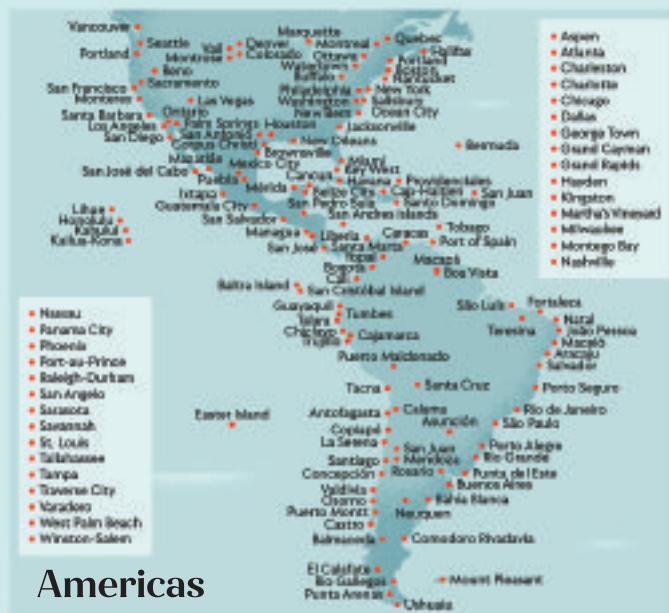 Vancouver
Seattle
Portland
Vail
Denver
Montrose
Colorado
Marquette
Montreal
Quebec
Ottawa
Halifax
Watertown
Portland
Boston
Buffalo
Nantucket
Reno
Sacramento
San Francisco
Monterey
Las Vegas
Philadelphia
New York
Washington
Salisbury
New Bern
Ocean City
Santa Barbara
Ontario
Los Angeles
Palm Springs
Houston
San Diego
San Antonio
Jacksonville
Corpus Christi
New Orleans
Bermuda
Brownsville
Mazatlán
Mexico City
Miami
Key West
San José del Cabo
Cancun
Puebla
Havana
Providenciales
Mérida
Ixtapa
Belize City
Cap-Haïtien
San Juan
Guatemala City
San Pedro Sula
Santo Domingo
San Salvador
San Andres Islands
Lihue
Honolulu
Kahului
Kailua-Kona
Managua
Liberia
Caracas
Tobago
San José
Santa Marta
Port of Spain
Yopal
Macapá
Bogota
Boa Vista
Cali
Baltra Island
San Cristóbal Island
Guayaquil
Tumbes
Talara
São Luís
Fortaleza
Chiclayo
Cajamarca
Teresina
Natal
Trujillo
João Pessoa
Maceió
Puerto Maldonado
Aracaju
Salvador
Tacna
Santa Cruz
Porto Seguro
Easter Island
Antofagasta
Calama
Rio de Janeiro
Asunción
São Paulo
Copiapó
La Serena
San Juan
Porto Alegre
Santiago
Mendoza
Rio Grande
Concepción
Rosario
Punta del Este
Buenos Aires
Valdivia
Osorno
Bahía Blanca
Puerto Montt
Neuquen
Castro
Balmaceda
Comodoro Rivadavia
El Calafate
Rio Gallegos
Mount Pleasant
Punta Arenas
Ushuaia
Aspen
Atlanta
Charleston
Charlotte
Chicago
Dallas
George Town
Grand Cayman
Grand Rapids
Hayden
Kingston
Martha's Vineyard
Milwaukee
Montego Bay
Nashville
Nassau
Panama City
Phoenix
Port-au-Prince
Raleigh-Durham
San Angelo
Sarasota
Savannah
St. Louis
Tallahassee
Tampa
Traverse City
Varadero
West Palm Beach
Winston-Salem
Americas